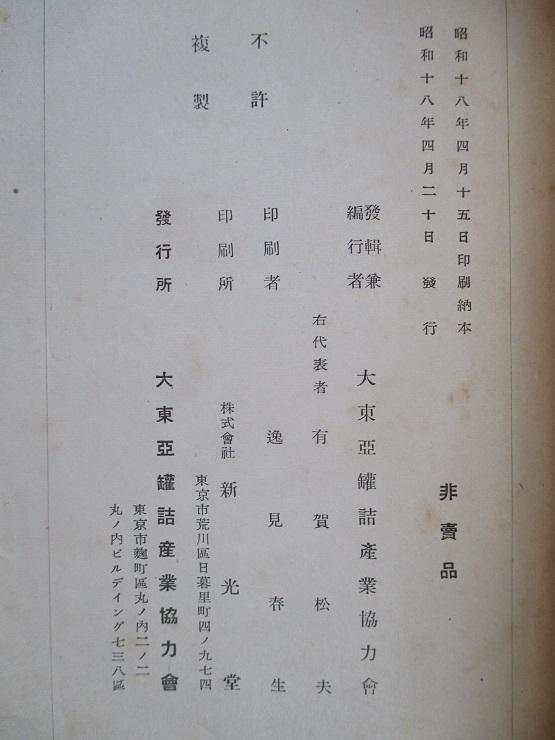 昭和十八年四月十五日印刷納本
昭和十八年四月二十日　發行
非賣品
不許
複製
編輯兼
發行者
大東亞罐詰產業協力會
右代表者　有賀松夫
印刷者　逸見春生
印刷所　株式會社　新光堂
東京市荒川區日暮里町四ノ九七四
發行所　大東亞罐詰産業協力會
東京市麴町區丸ノ內二ノ二
丸ノ內ビルデイング七三八區